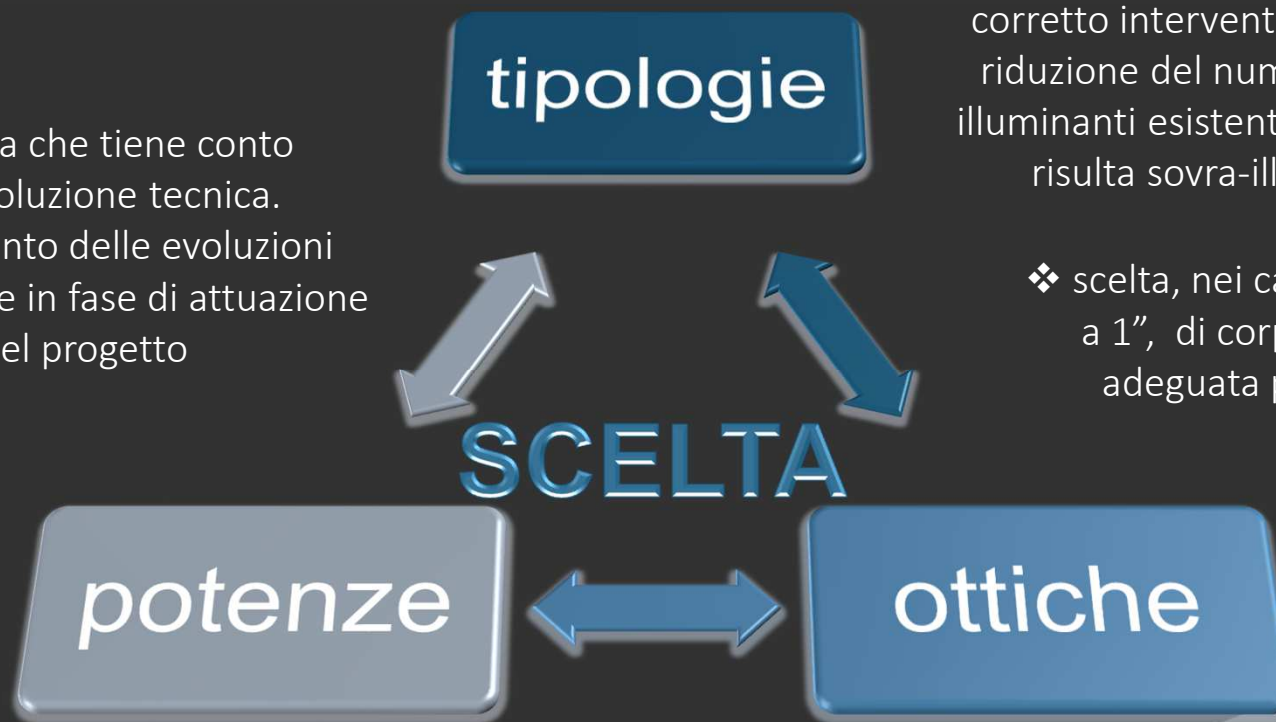 tipologie
a che tiene conto
oluzione tecnica.
nto delle evoluzioni
e in fase di attuazione
el progetto
corretto intervent
riduzione del num
illuminanti esistent
risulta sovra-ill
❖ scelta, nei ca
a 1”, di corp
adeguata p
SCELTA
potenze
ottiche